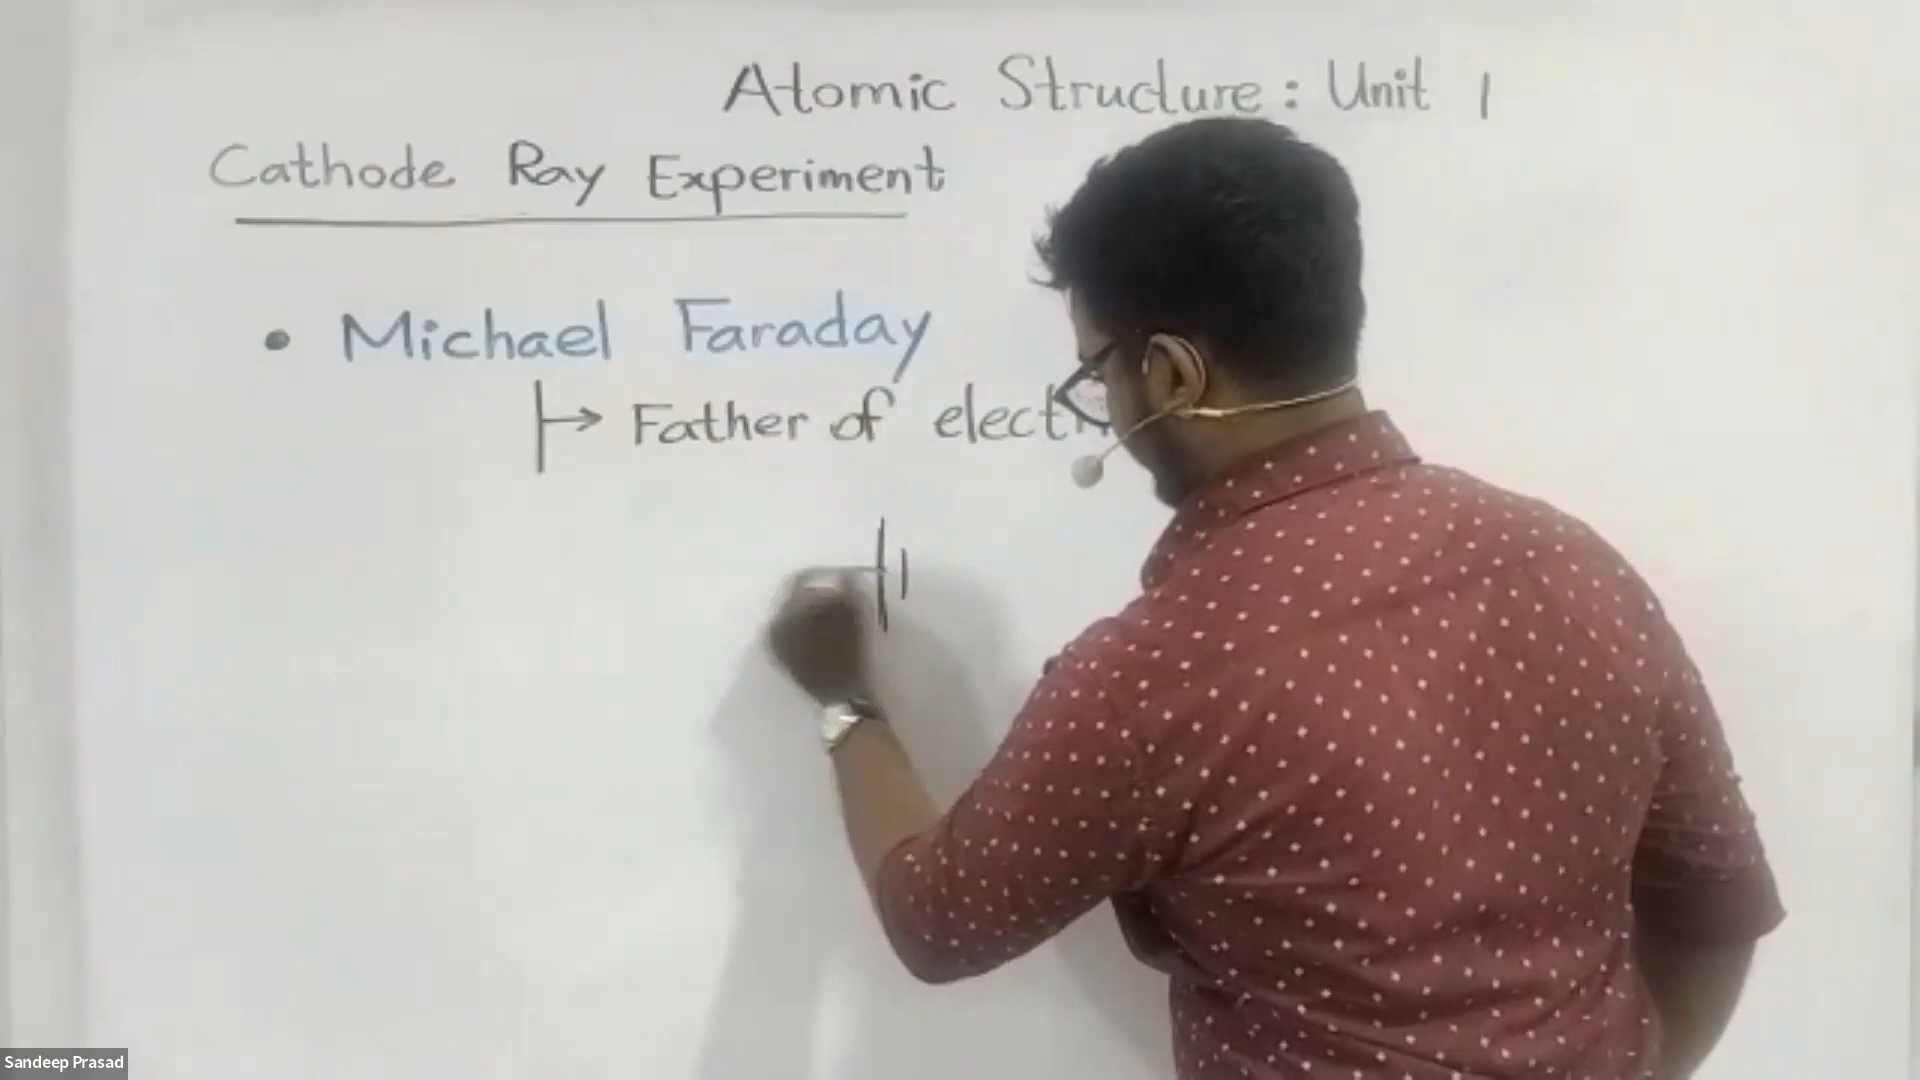 Atomic Structure : Unit 1
Cathode Ray Experiment
• Michael Faraday
→ Father of
Sandeep Prasad